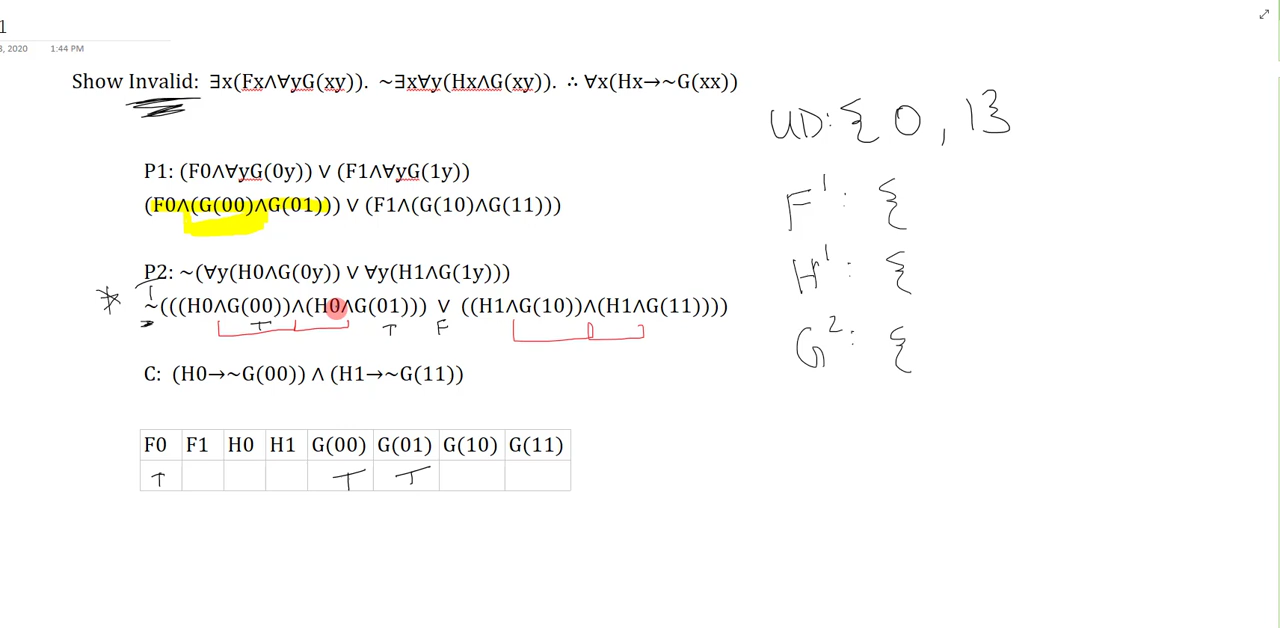 1
3, 2020 1:44 PM
Show Invalid: ∃x(Fx∧∀yG(xy)). ~∃x∀y(Hx∧G(xy)). ∴ ∀x(Hx→~G(xx))
UD: { 0, 1}
P1: (F0∧∀yG(0y)) ∨ (F1∧∀yG(1y))
(F0∧(G(00)∧G(01))) ∨ (F1∧(G(10)∧G(11)))
F¹: {
P2: ~(∀y(H0∧G(0y)) ∨ ∀y(H1∧G(1y)))
H¹: {
~(((H0∧G(00))∧(H0∧G(01))) ∨ ((H1∧G(10))∧(H1∧G(11))))
T T F
G²: {
C: (H0→~G(00)) ∧ (H1→~G(11))
F0 F1 H0 H1 G(00) G(01) G(10) G(11)
T T T